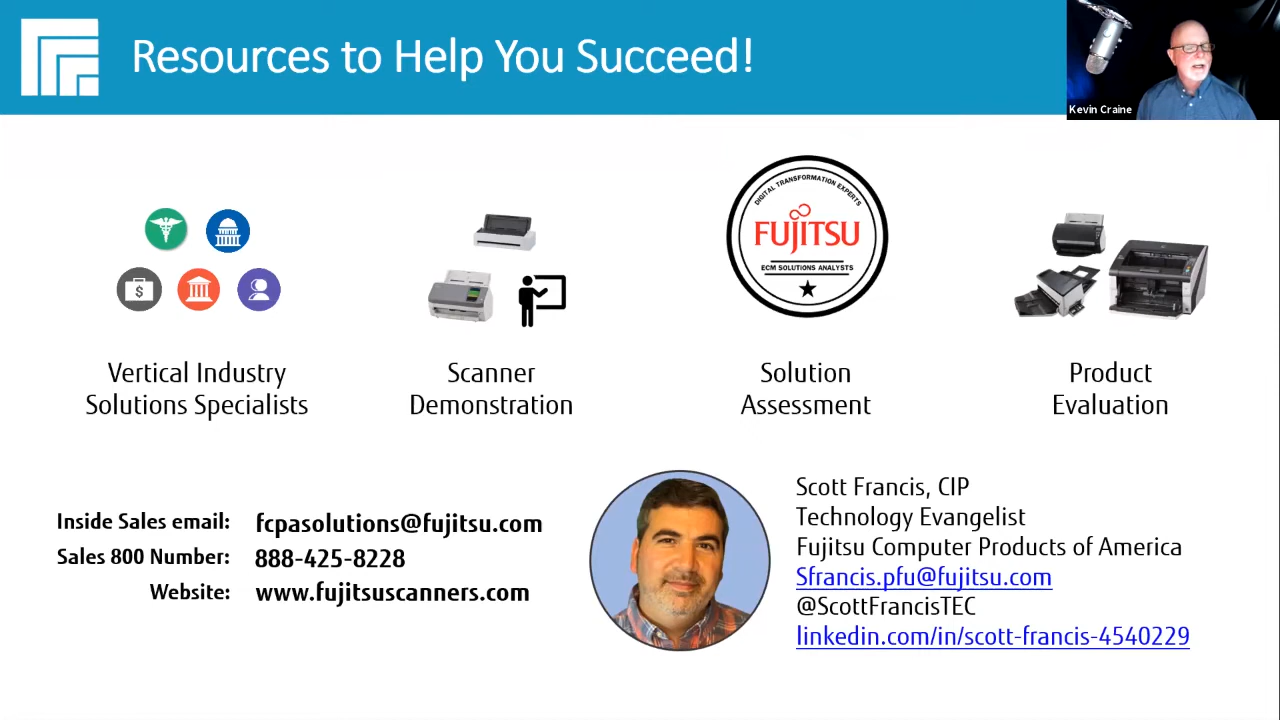 Resources to Help You Succeed!
Kevin Craine
DIGITAL TRANSFORMATION EXPERTS
FUJITSU
ECM SOLUTIONS ANALYSTS
$
Vertical Industry
Solutions Specialists
Scanner
Demonstration
Solution
Assessment
Product
Evaluation
Inside Sales email: fcpasolutions@fujitsu.com
Sales 800 Number: 888-425-8228
Website: www.fujitsuscanners.com
Scott Francis, CIP
Technology Evangelist
Fujitsu Computer Products of America
Sfrancis.pfu@fujitsu.com
@ScottFrancisTEC
linkedin.com/in/scott-francis-4540229